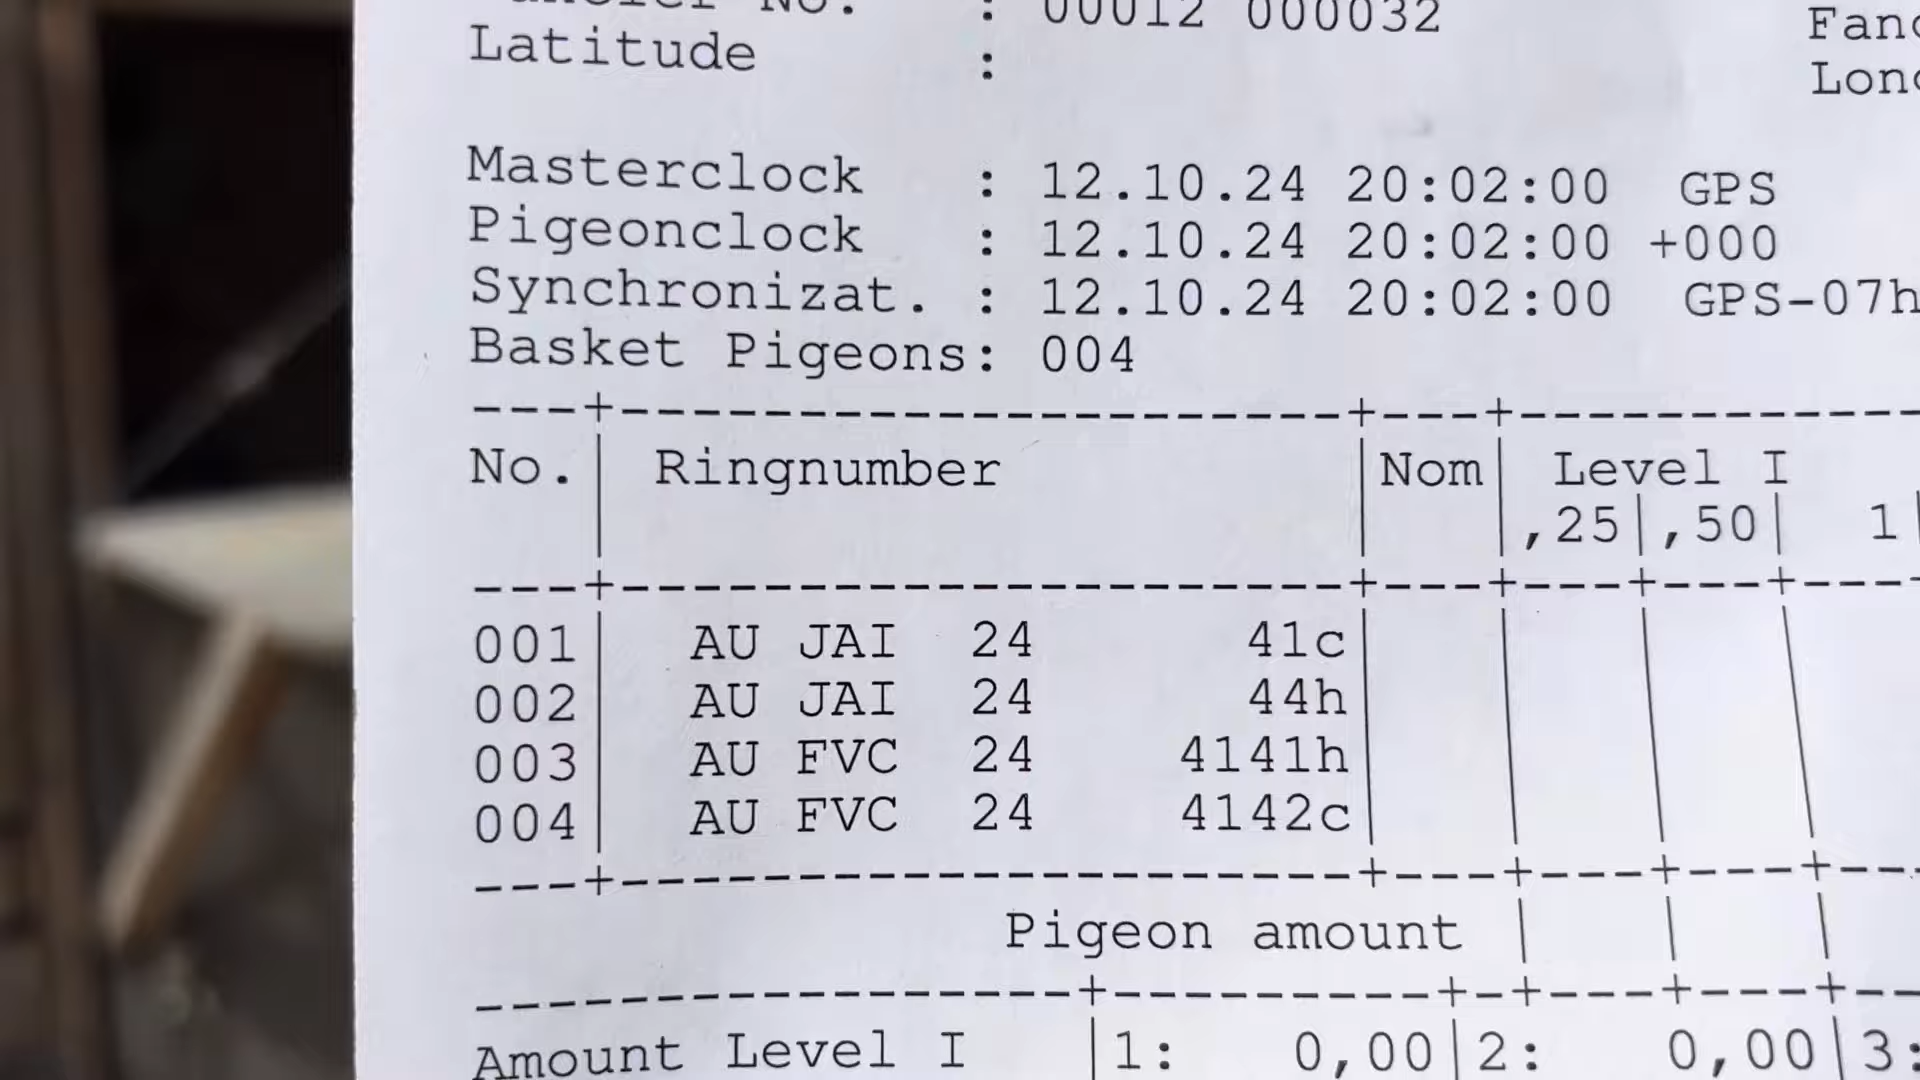 No. : 00012 000032
Latitude :
Masterclock : 12.10.24 20:02:00 GPS
Pigeonclock : 12.10.24 20:02:00 +000
Synchronizat. : 12.10.24 20:02:00 GPS-07h
Basket Pigeons: 004
---+---------------------+---+-----------
No.| Ringnumber |Nom| Level I
,25|,50| 1|
---+---------------------+---+---+---+---
001| AU JAI 24 41c|
002| AU JAI 24 44h|
003| AU FVC 24 4141h|
004| AU FVC 24 4142c|
---+---------------------+---+---+---+---
Pigeon amount | | |
-----------------+---------+-+---+---+--
Amount Level I |1: 0,00|2: 0,00|3: